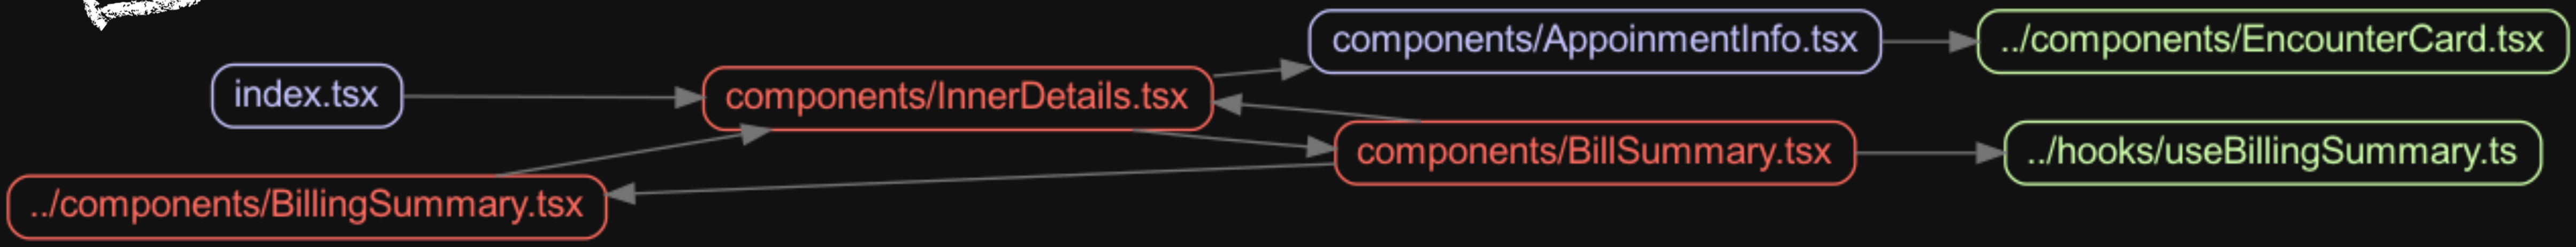 components/AppoinmentInfo.tsx
../components/EncounterCard.tsx
index.tsx
components/InnerDetails.tsx
components/BillSummary.tsx
../hooks/useBillingSummary.ts
../components/BillingSummary.tsx